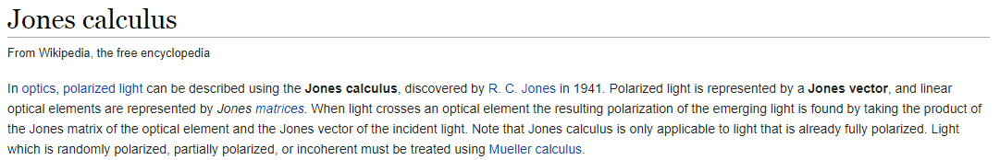 Jones calculus
From Wikipedia, the free encyclopedia
In optics, polarized light can be described using the Jones calculus, discovered by R. C. Jones in 1941. Polarized light is represented by a Jones vector, and linear
optical elements are represented by Jones matrices. When light crosses an optical element the resulting polarization of the emerging light is found by taking the product of
the Jones matrix of the optical element and the Jones vector of the incident light. Note that Jones calculus is only applicable to light that is already fully polarized. Light
which is randomly polarized, partially polarized, or incoherent must be treated using Mueller calculus.